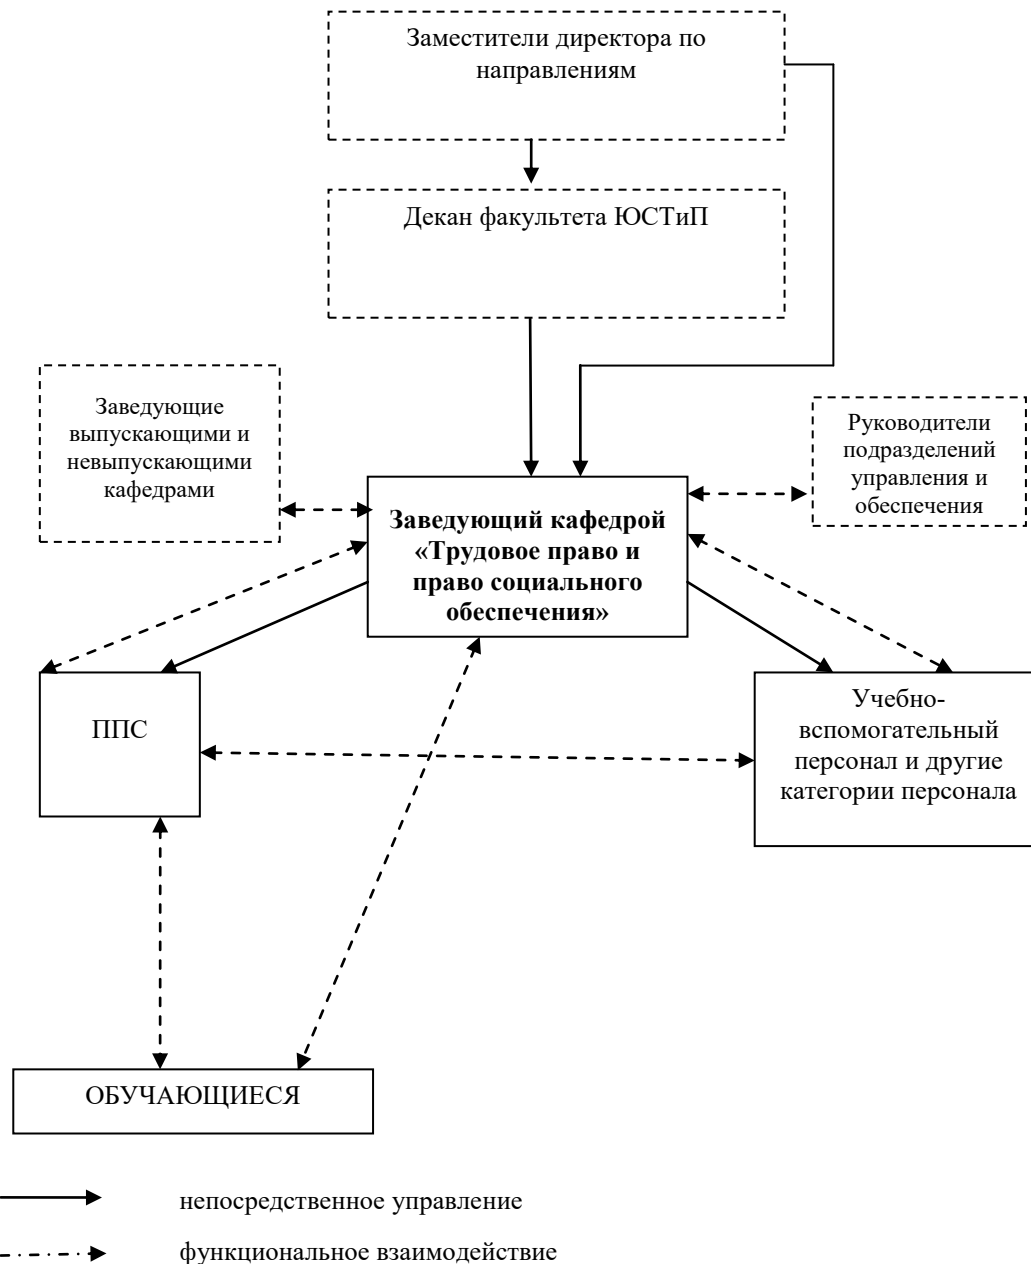 Заместители директора по
направлениям
Декан факультета ЮСТиП
Заведующие
выпускающими и
невыпускающими
кафедрами
Руководители
подразделений
управления и
обеспечения
Заведующий кафедрой
«Трудовое право и
право социального
обеспечения»
ППС
Учебно-
вспомогательный
персонал и другие
категории персонала
ОБУЧАЮЩИЕСЯ
непосредственное управление
функциональное взаимодействие